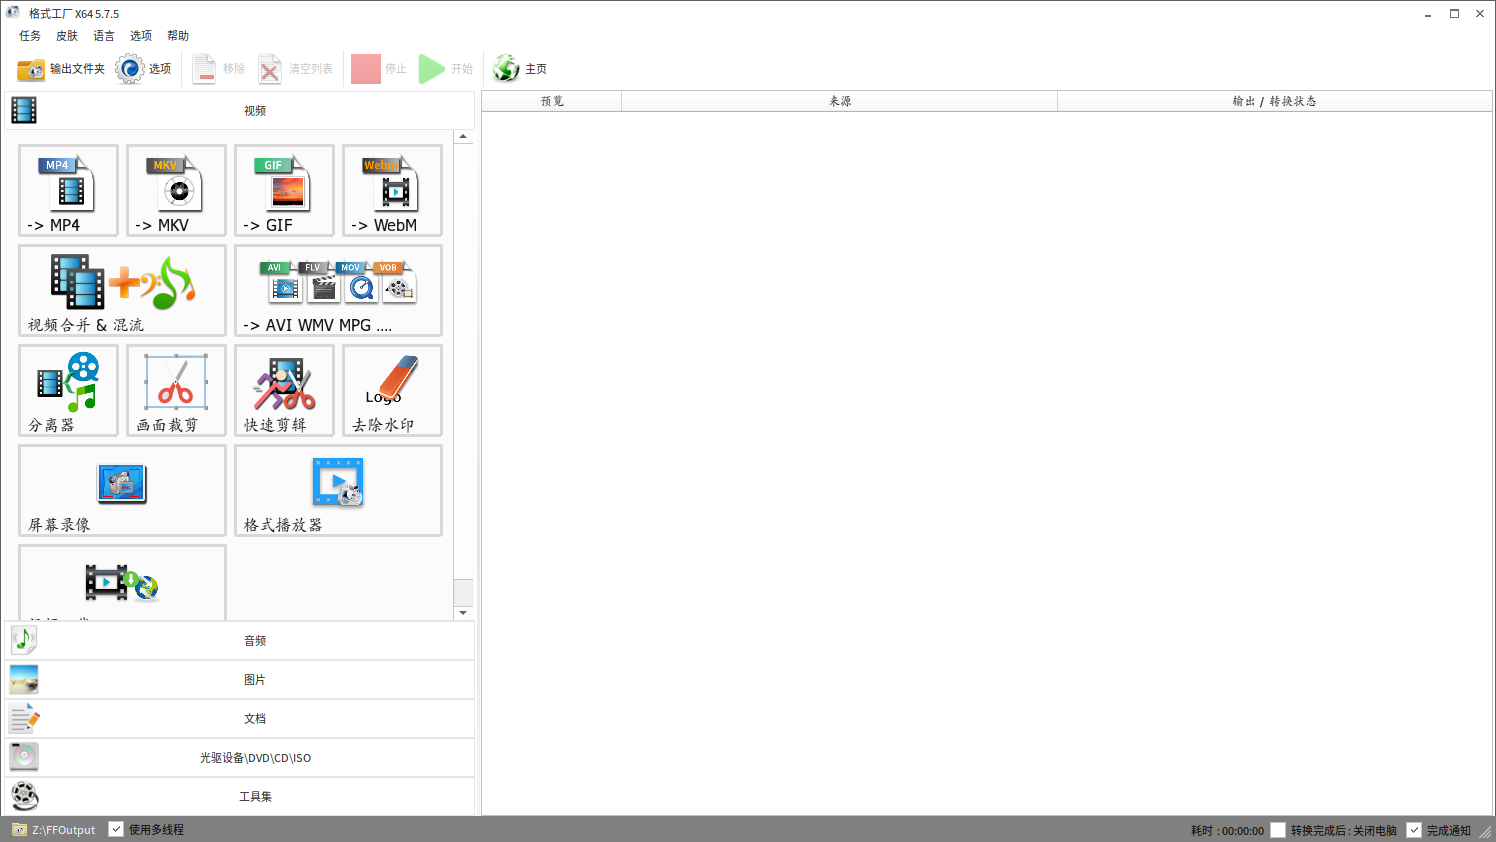 格式工厂 X64 5.7.5
任务 皮肤 语言 选项 帮助
输出文件夹 选项 移除 清空列表 停止 开始 主页
视频
预览 来源 输出 / 转换状态
MP4 MKV GIF WebM
-> MP4 -> MKV -> GIF -> WebM
AVI FLV MOV VOB
视频合并 & 混流 -> AVI WMV MPG ....
Logo
分离器 画面裁剪 快速剪辑 去除水印
屏幕录像 格式播放器
音频
图片
文档
光驱设备\DVD\CD\ISO
工具集
Z:\FFOutput 使用多线程 耗时 : 00:00:00 转换完成后 : 关闭电脑 完成通知